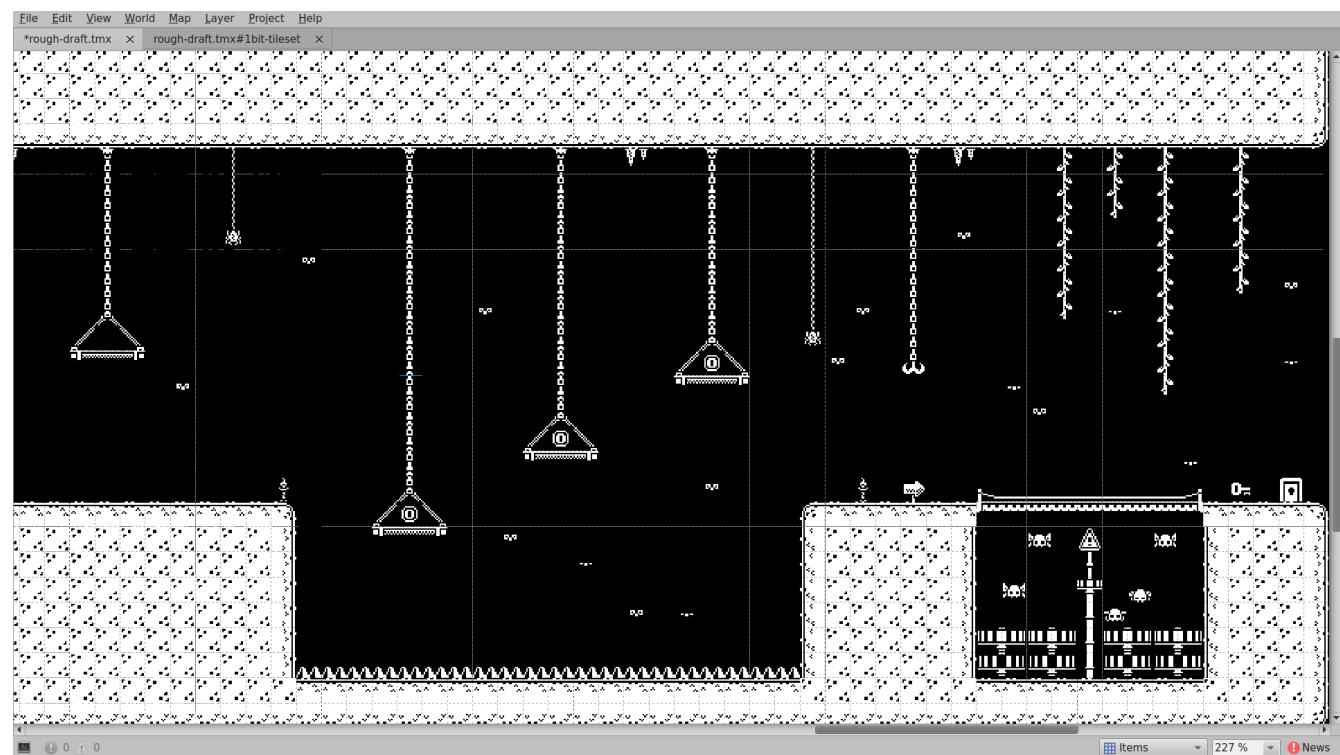 File Edit View World Map Layer Project Help
*rough-draft.tmx × rough-draft.tmx#1bit-tileset ×
0 0 Items 227 % News